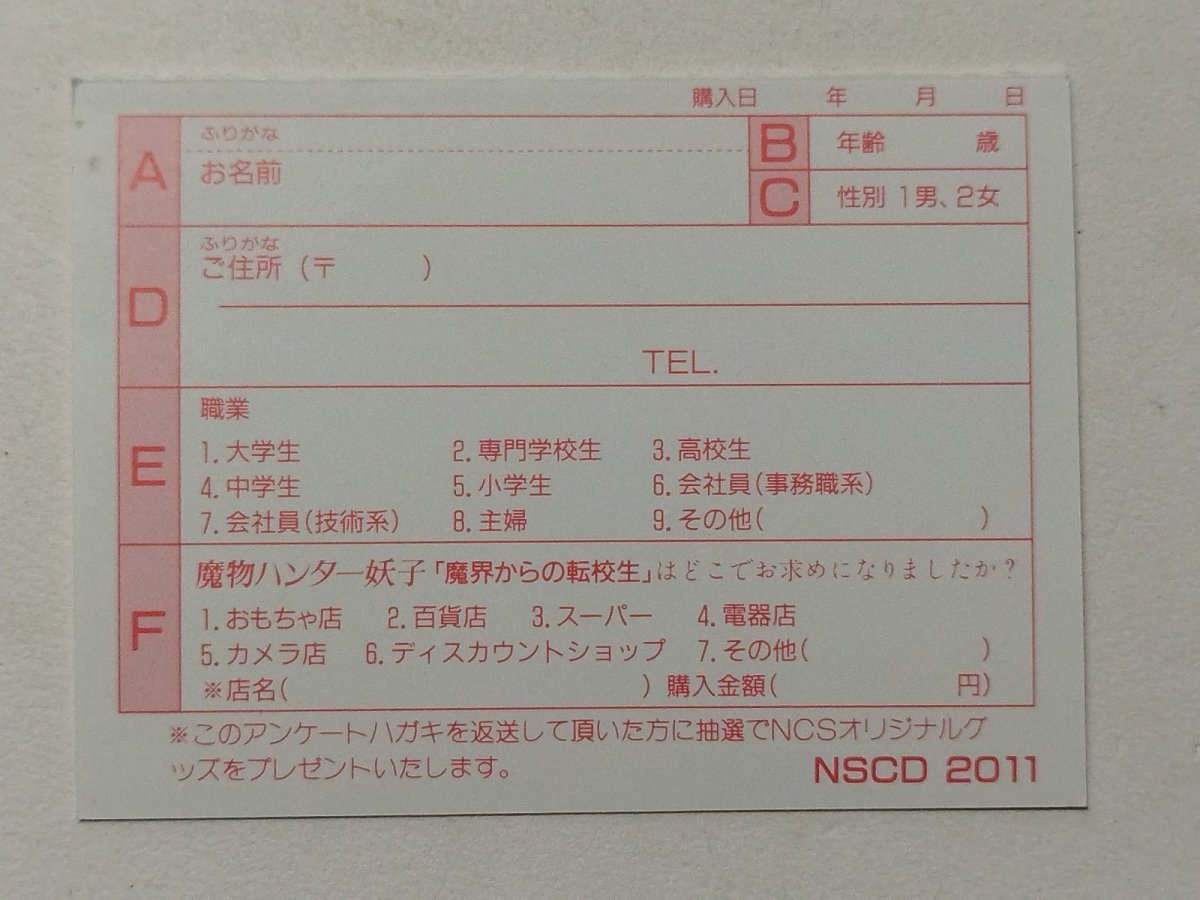 購入日 年 月 日
A ふりがな
お名前
B 年齢 歳
C 性別 1男、2女
D ふりがな
ご住所 (〒 )
TEL.
E 職業
1. 大学生 2. 専門学校生 3. 高校生
4. 中学生 5. 小学生 6. 会社員(事務職系)
7. 会社員(技術系) 8. 主婦 9. その他( )
F 魔物ハンター妖子「魔界からの転校生」はどこでお求めになりましたか?
1. おもちゃ店 2. 百貨店 3. スーパー 4. 電器店
5. カメラ店 6. ディスカウントショップ 7. その他( )
※店名( ) 購入金額( 円)
※このアンケートハガキを返送して頂いた方に抽選でNCSオリジナルグ
ッズをプレゼントいたします。
NSCD 2011